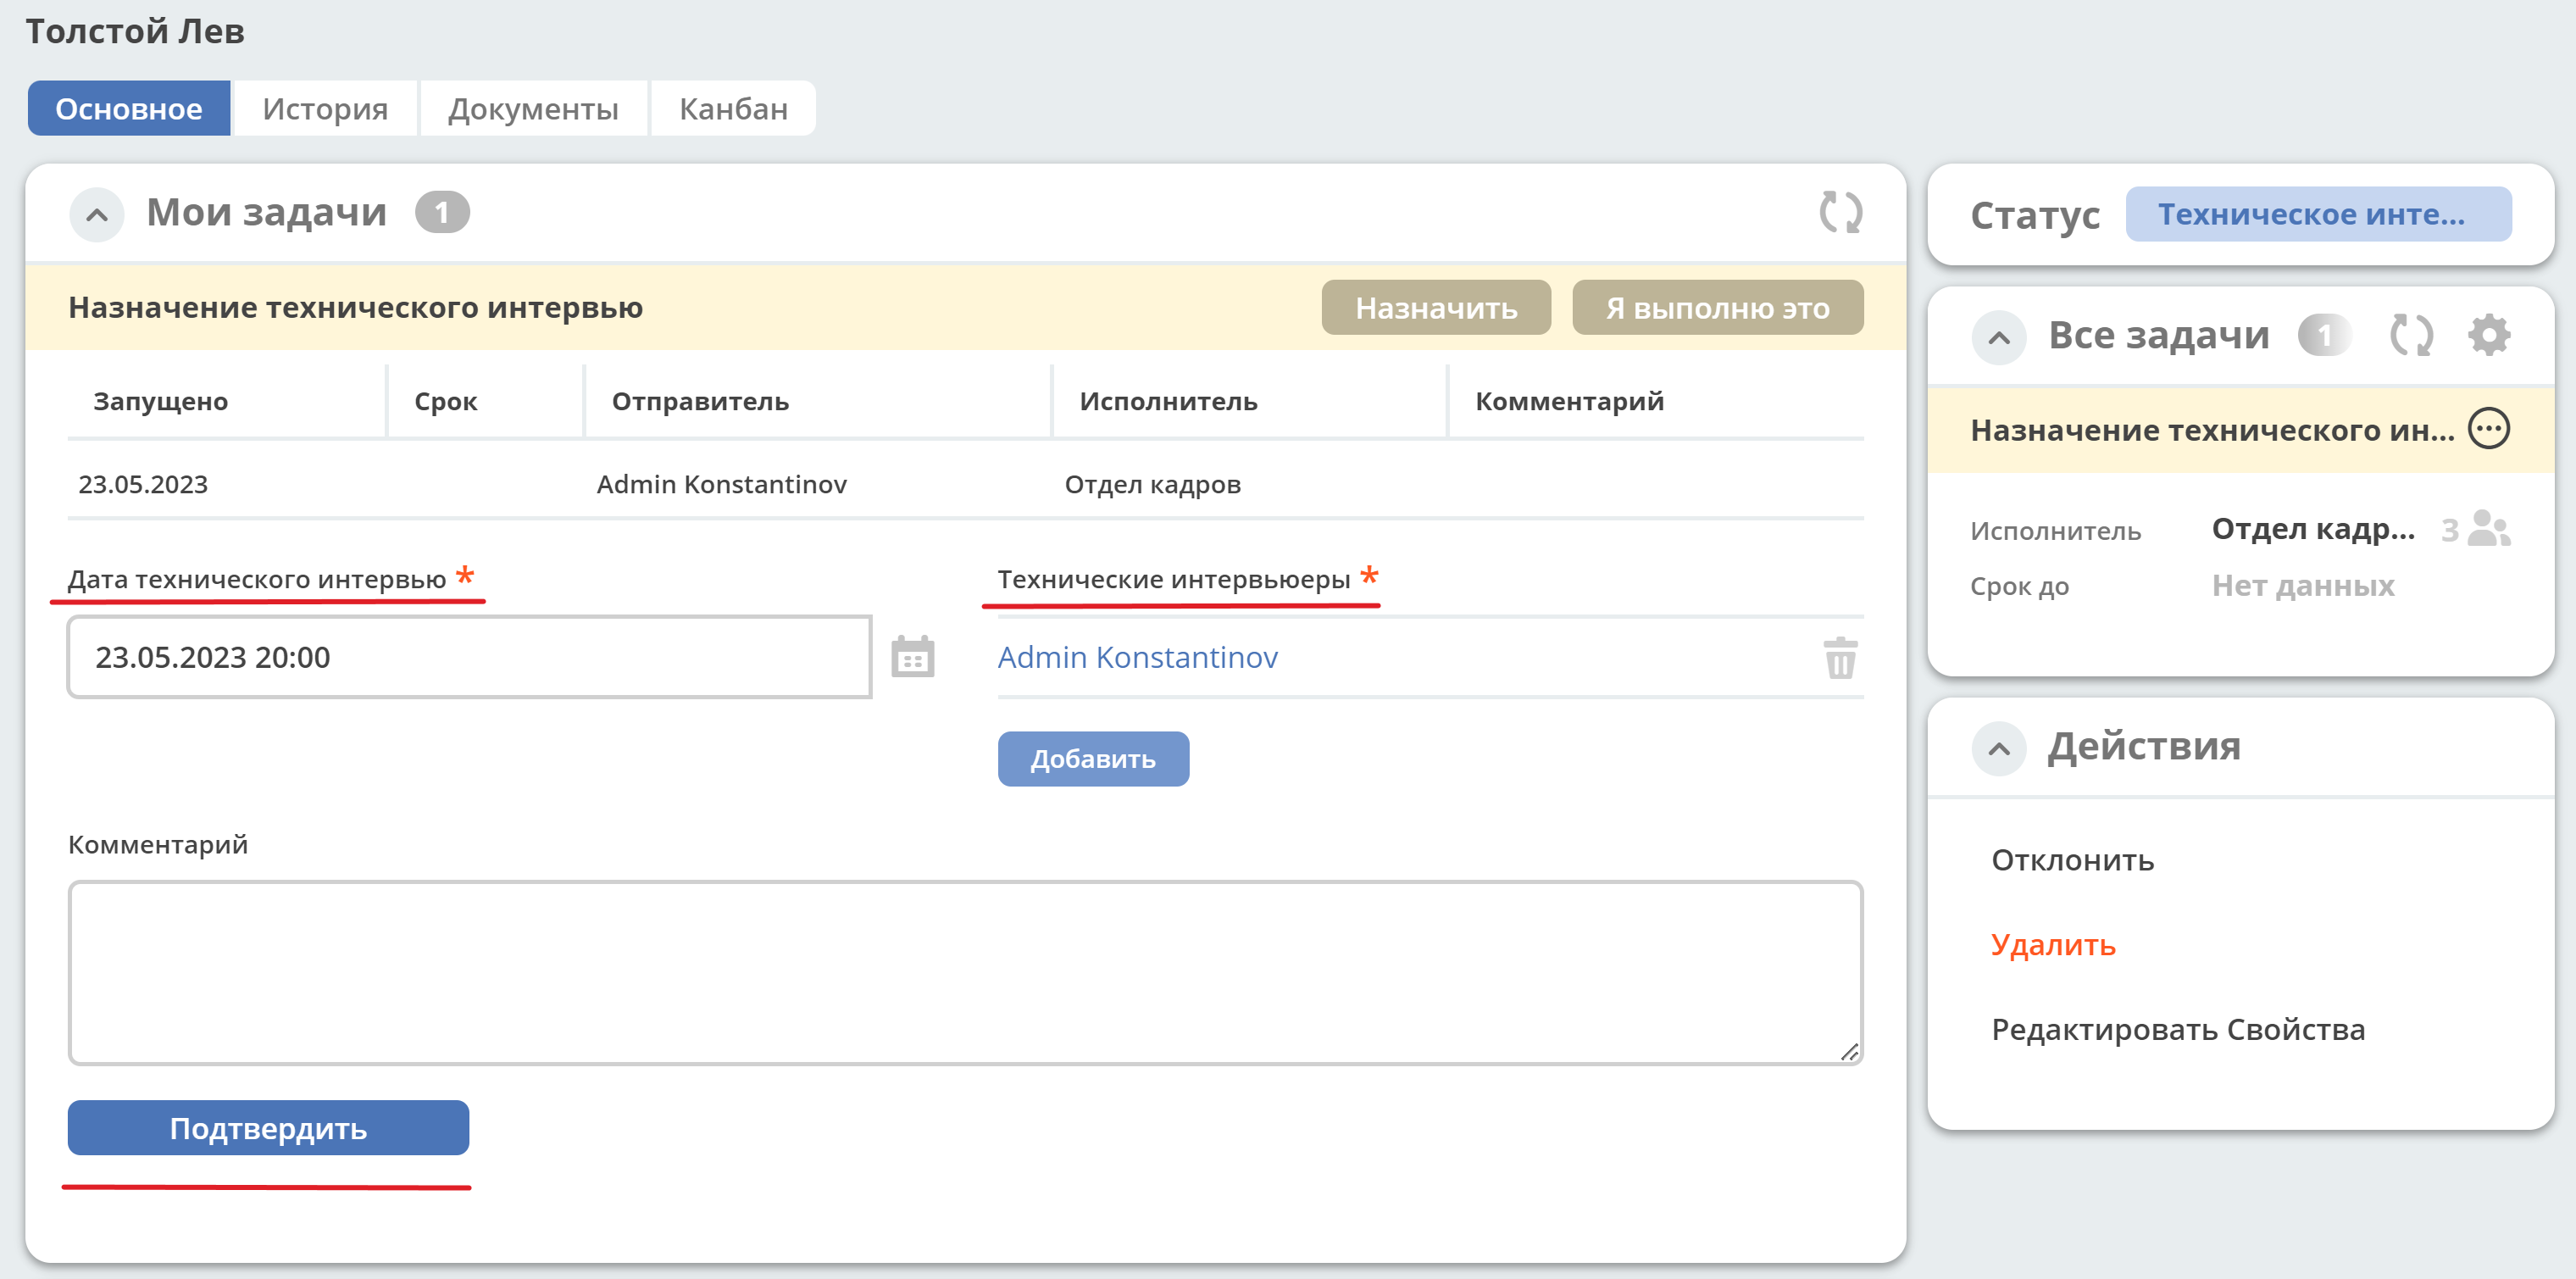 Толстой Лев
Основное История Документы Канбан
Мои задачи 1
Назначение технического интервью Назначить Я выполню это
Запущено Срок Отправитель Исполнитель Комментарий
23.05.2023 Admin Konstantinov Отдел кадров
Дата технического интервью * Технические интервьюеры *
23.05.2023 20:00 Admin Konstantinov
Добавить
Комментарий
Подтвердить
Статус Техническое инте...
Все задачи 1
Назначение технического ин...
Исполнитель Отдел кадр... 3
Срок до Нет данных
Действия
Отклонить
Удалить
Редактировать Свойства